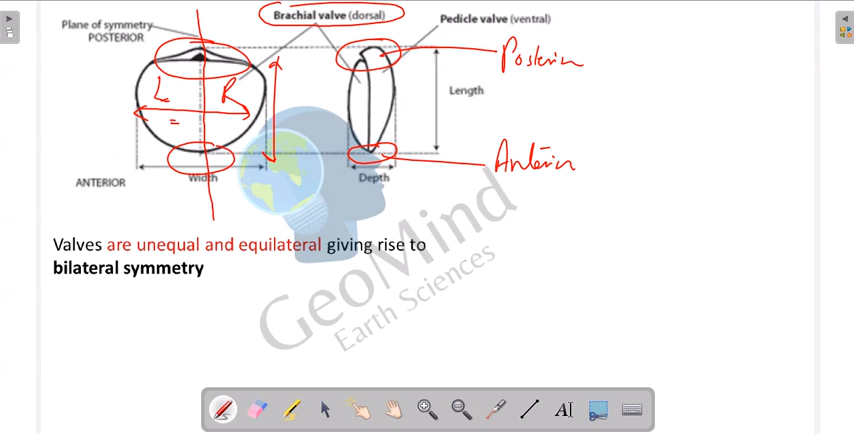 Plane of symmetry
POSTERIOR
Brachial valve (dorsal)
Pedicle valve (ventral)
Posterior
L
R
=
Length
Anterior
ANTERIOR
Width
Depth
Valves are unequal and equilateral giving rise to
bilateral symmetry
GeoMind
Earth Sciences
A